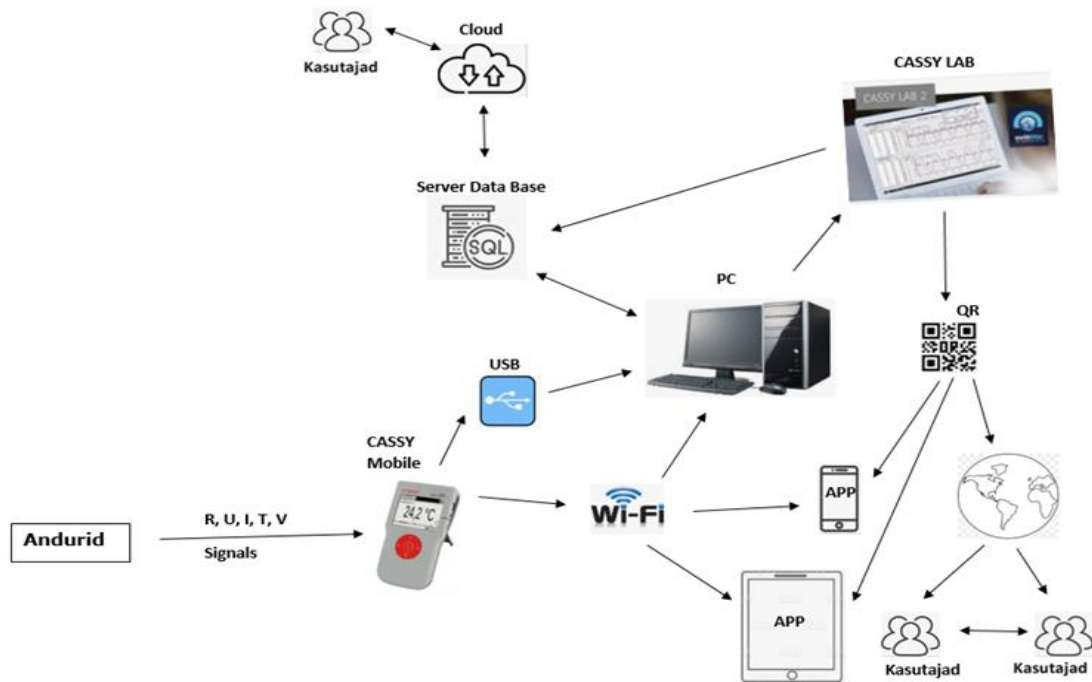 Cloud
Kasutajad
CASSY LAB
CASSY LAB 2
Server Data Base
SQL
PC
QR
USB
CASSY
Mobile
24,2 °C
Wi-Fi
APP
R, U, I, T, V
Andurid
Signals
APP
Kasutajad
Kasutajad